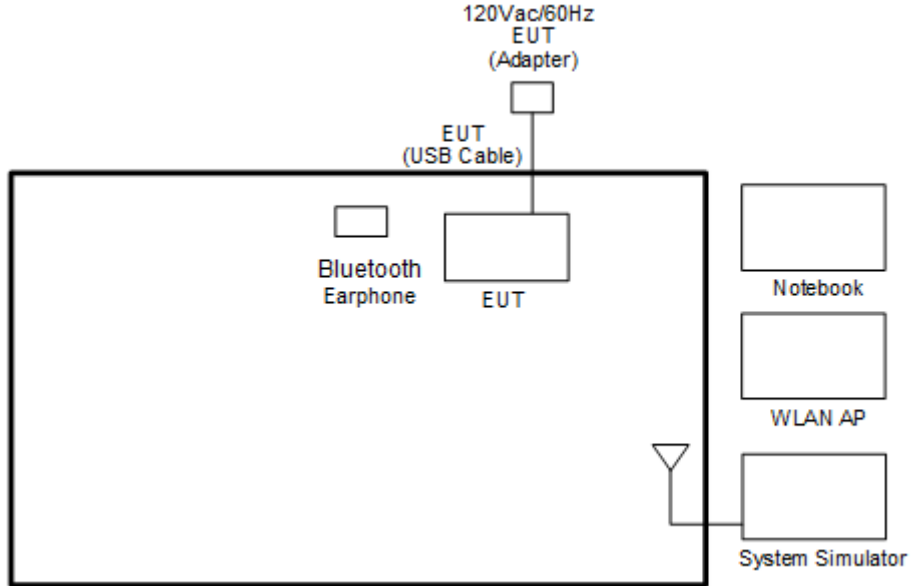 120Vac/60Hz
EUT
(Adapter)
EUT
(USB Cable)
Bluetooth
Earphone
EUT
Notebook
WLAN AP
System Simulator